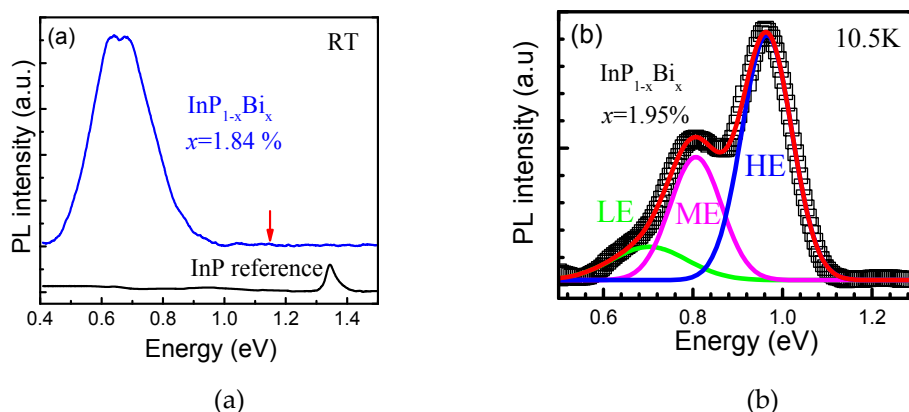 (a)
RT
InP1-xBix
x=1.84 %
InP reference
PL intensity (a.u.)
0.4 0.6 0.8 1.0 1.2 1.4
Energy (eV)
(a)
(b)
10.5K
InP1-xBix
x=1.95%
LE
ME
HE
PL intensity (a.u.)
0.6 0.8 1.0 1.2
Energy (eV)
(b)